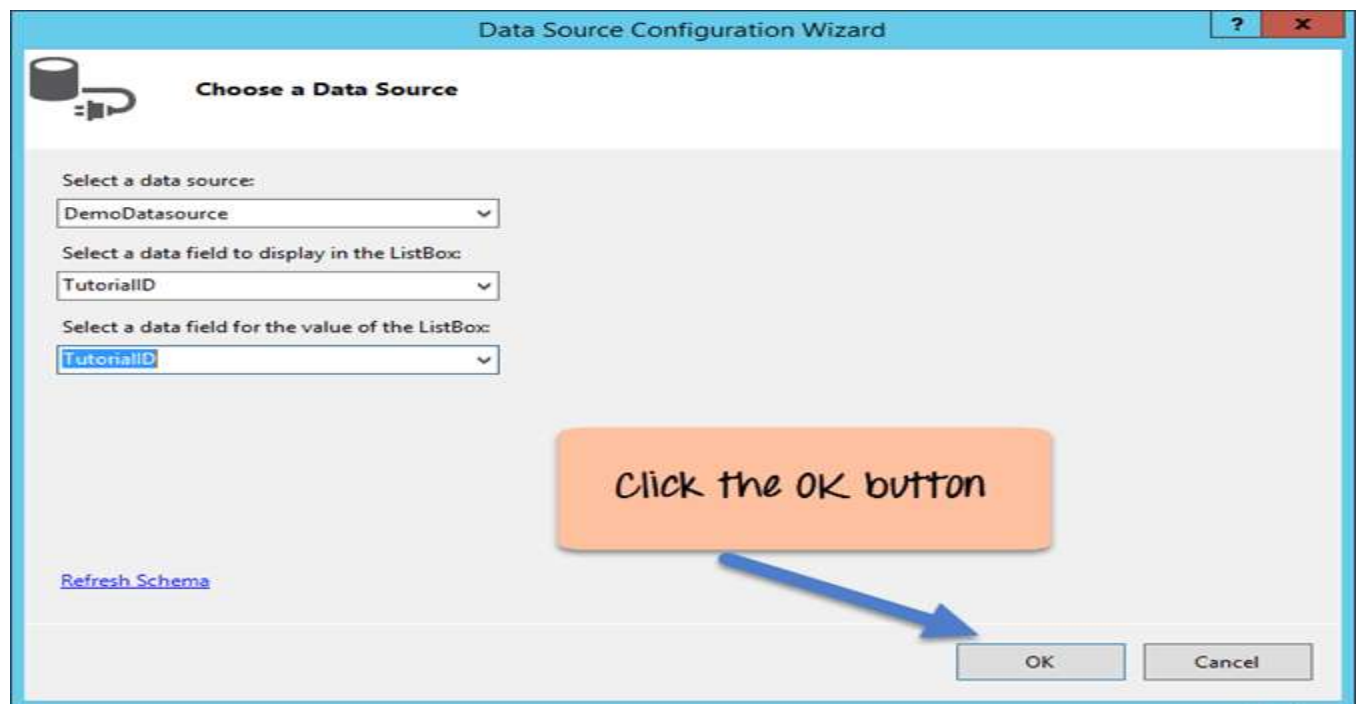 Data Source Configuration Wizard
?
x
Choose a Data Source
Select a data source:
DemoDatasource
Select a data field to display in the ListBox:
TutorialID
Select a data field for the value of the ListBox:
TutorialID
Click the OK button
Refresh Schema
OK
Cancel